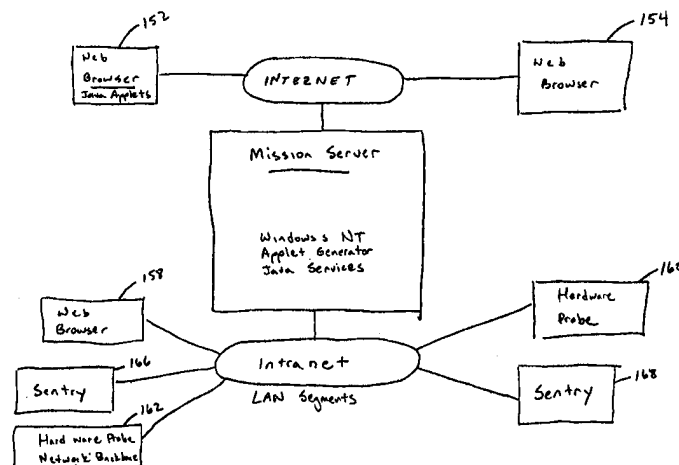 152
154
Web
Browser
Java Applets
INTERNET
Web
Browser
Mission Server
Windows NT
Applet Generator
Java Services
158
Web
Browser
Hardware
Probe
166
Sentry
Intranet
LAN Segments
168
Sentry
162
Hard ware Probe
Network Backbone